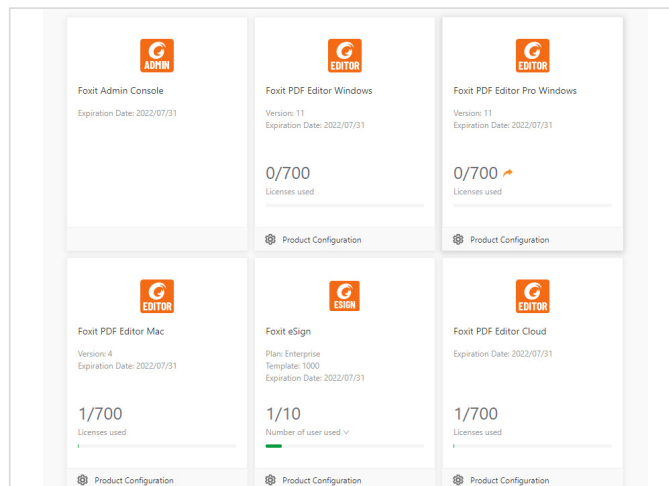 ADMIN
Foxit Admin Console
Expiration Date: 2022/07/31
EDITOR
Foxit PDF Editor Windows
Version: 11
Expiration Date: 2022/07/31
0/700
Licenses used
Product Configuration
EDITOR
Foxit PDF Editor Pro Windows
Version: 11
Expiration Date: 2022/07/31
0/700
Licenses used
Product Configuration
EDITOR
Foxit PDF Editor Mac
Version: 4
Expiration Date: 2022/07/31
1/700
Licenses used
Product Configuration
ESIGN
Foxit eSign
Plan: Enterprise
Template: 1000
Expiration Date: 2022/07/31
1/10
Number of user used
Product Configuration
EDITOR
Foxit PDF Editor Cloud
Expiration Date: 2022/07/31
1/700
Licenses used
Product Configuration